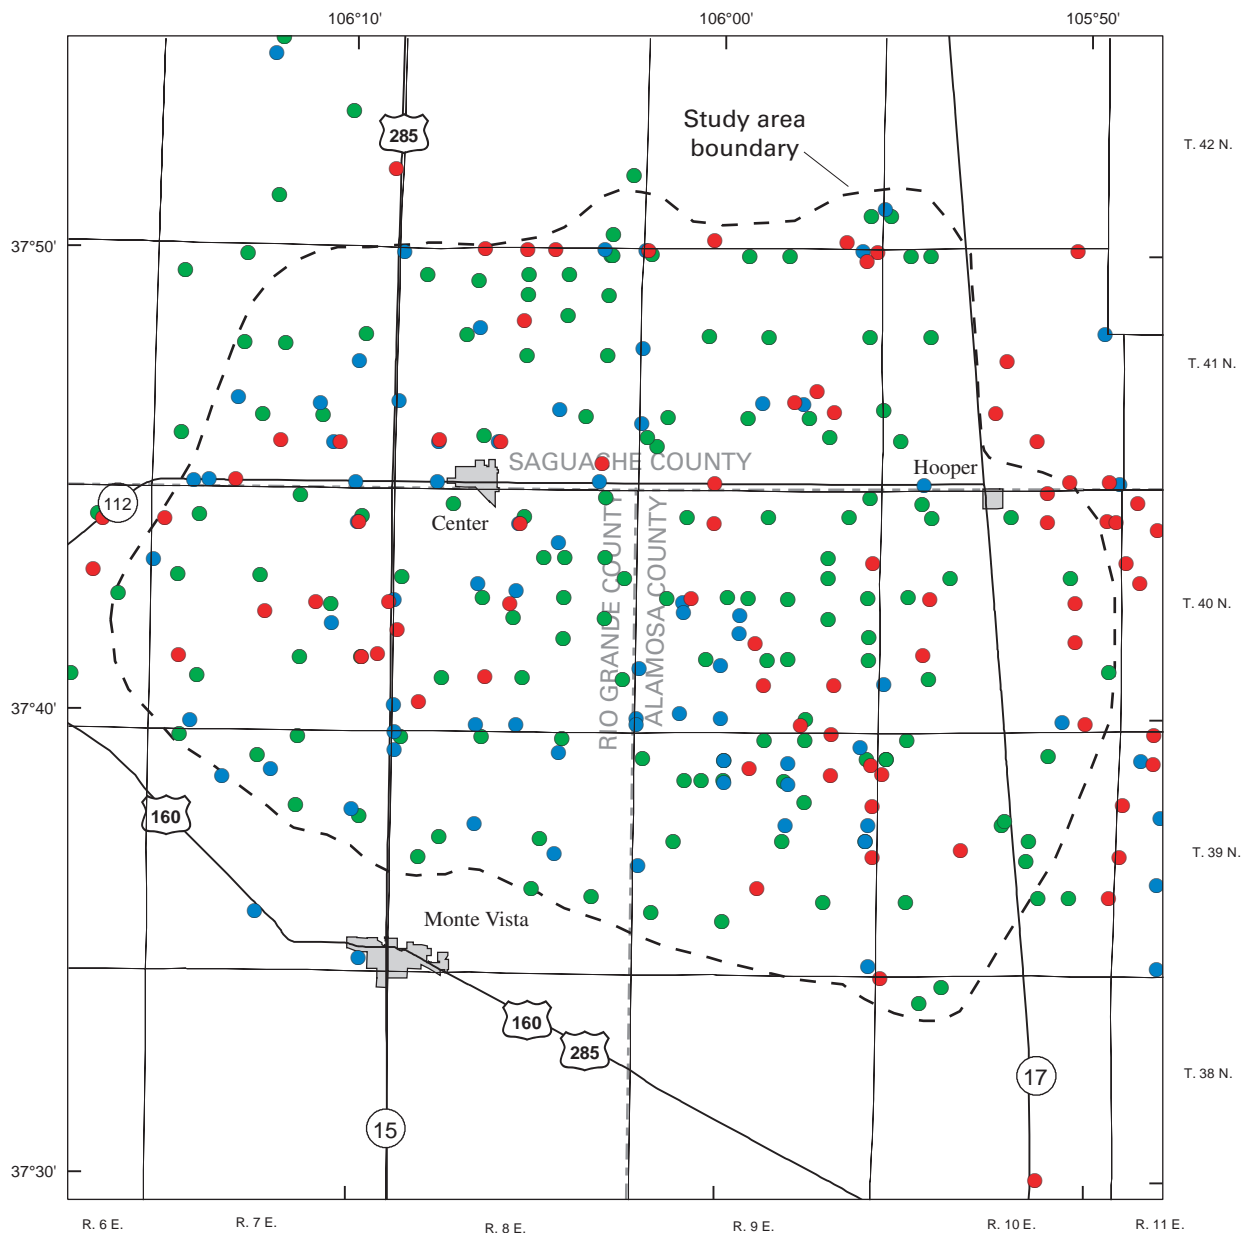 106°10'
106°00'
105°50'
Study area
boundary
285
T. 42 N.
37°50'
T. 41 N.
SAGUACHE COUNTY
Hooper
112
Center
RIO GRANDE COUNTY
ALAMOSA COUNTY
T. 40 N.
37°40'
160
T. 39 N.
Monte Vista
160
285
17
T. 38 N.
15
37°30'
R. 6 E.
R. 7 E.
R. 8 E.
R. 9 E.
R. 10 E.
R. 11 E.